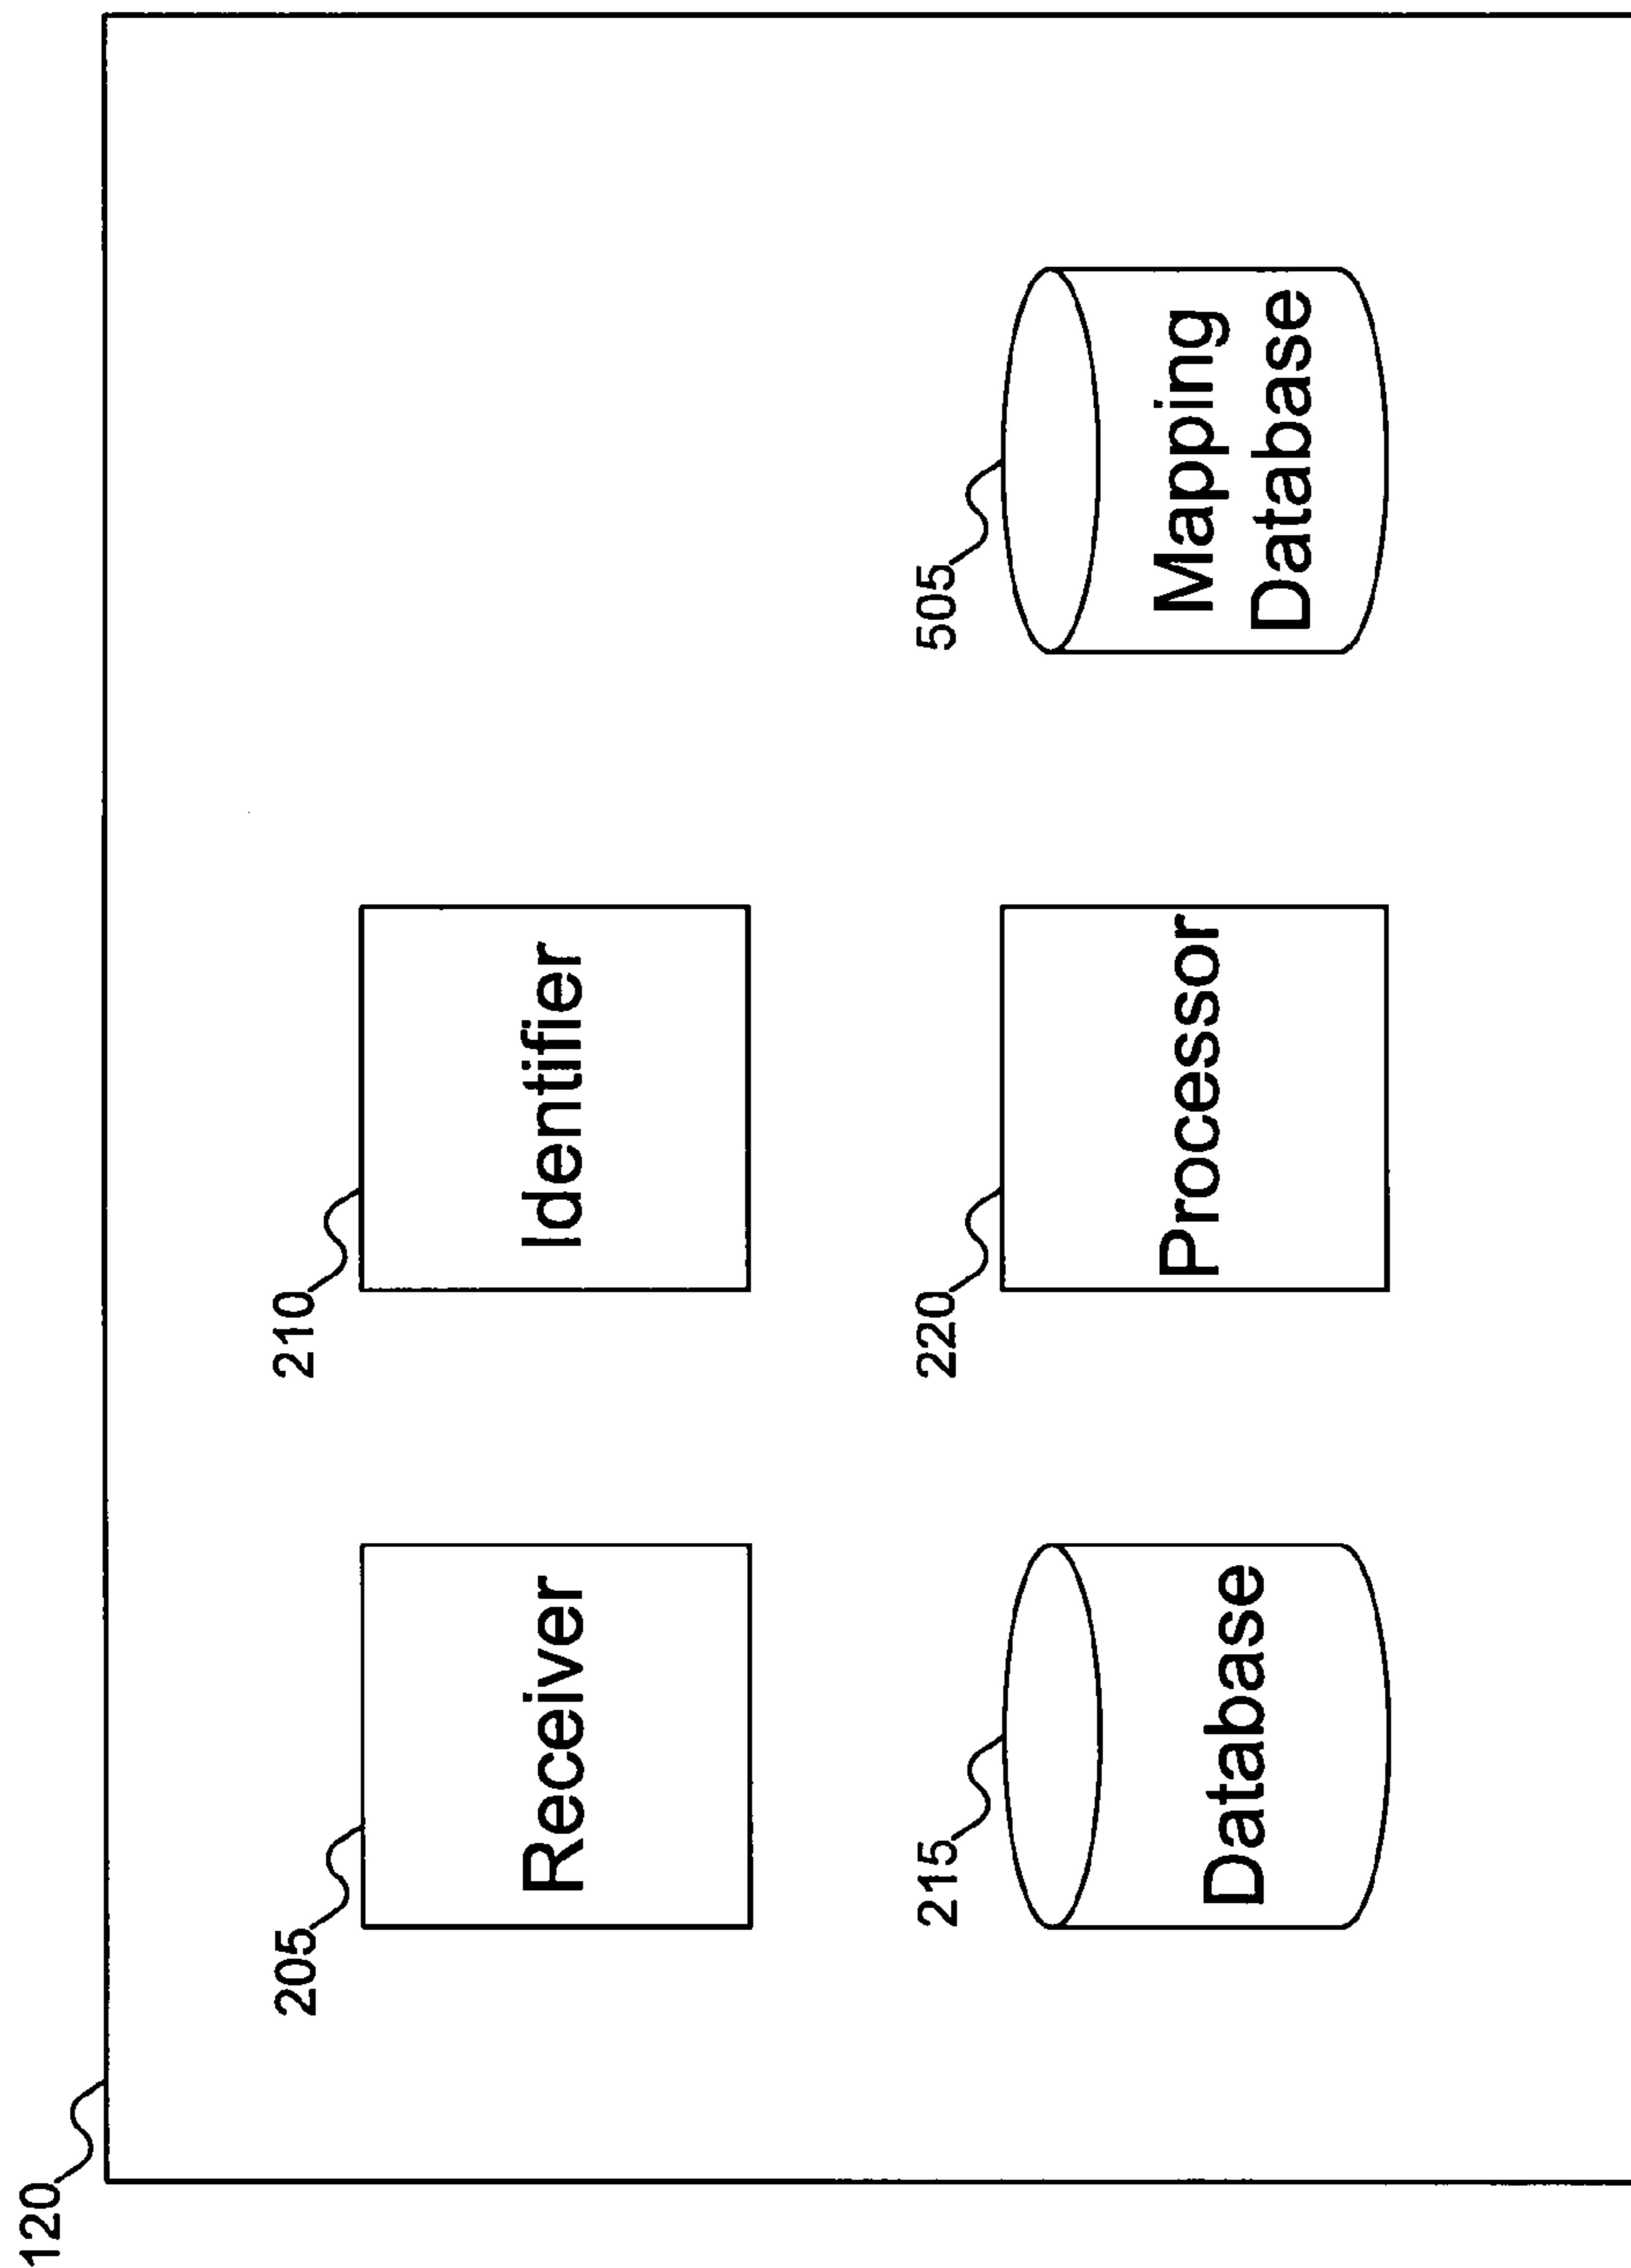 120
205
Receiver
210
Identifier
215
Database
220
Processor
505
Mapping
Database